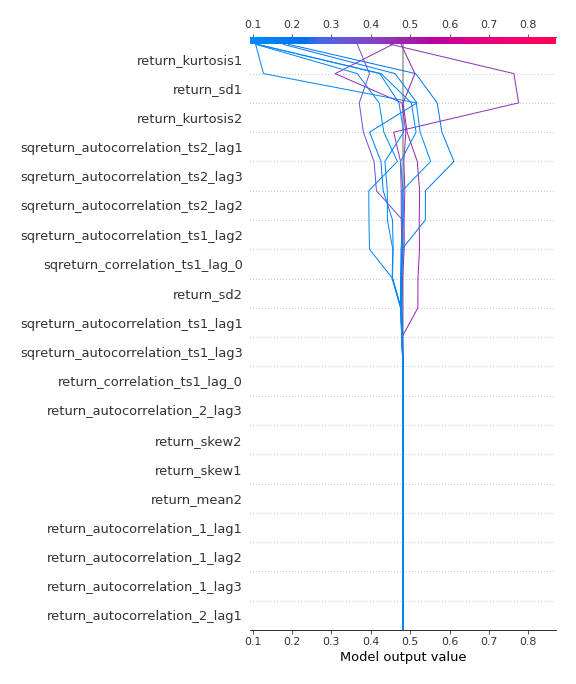 0.1 0.2 0.3 0.4 0.5 0.6 0.7 0.8
return_kurtosis1
return_sd1
return_kurtosis2
sqreturn_autocorrelation_ts2_lag1
sqreturn_autocorrelation_ts2_lag3
sqreturn_autocorrelation_ts2_lag2
sqreturn_autocorrelation_ts1_lag2
sqreturn_correlation_ts1_lag_0
return_sd2
sqreturn_autocorrelation_ts1_lag1
sqreturn_autocorrelation_ts1_lag3
return_correlation_ts1_lag_0
return_autocorrelation_2_lag3
return_skew2
return_skew1
return_mean2
return_autocorrelation_1_lag1
return_autocorrelation_1_lag2
return_autocorrelation_1_lag3
return_autocorrelation_2_lag1
0.1 0.2 0.3 0.4 0.5 0.6 0.7 0.8
Model output value